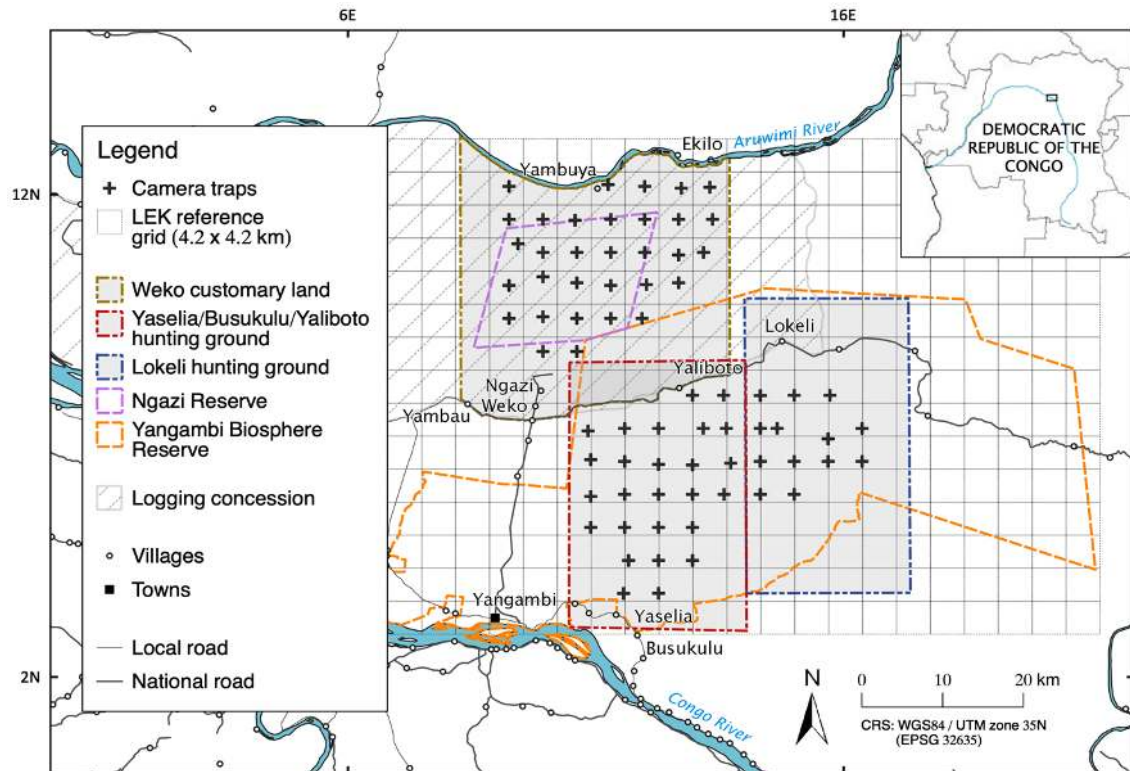 6E
16E
12N
2N
Legend
Camera traps
LEK reference
grid (4.2 x 4.2 km)
Weko customary land
Yaselia/Busukulu/Yaliboto
hunting ground
Lokeli hunting ground
Ngazi Reserve
Yangambi Biosphere
Reserve
Logging concession
Villages
Towns
Local road
National road
Ekilo
Aruwimi River
Yambuya
DEMOCRATIC
REPUBLIC OF THE
CONGO
Lokeli
Yaliboto
Ngazi
Weko
Yambau
Yangambi
Yaselia
Busukulu
Congo River
N
0 10 20 km
CRS: WGS84 / UTM zone 35N
(EPSG 32635)